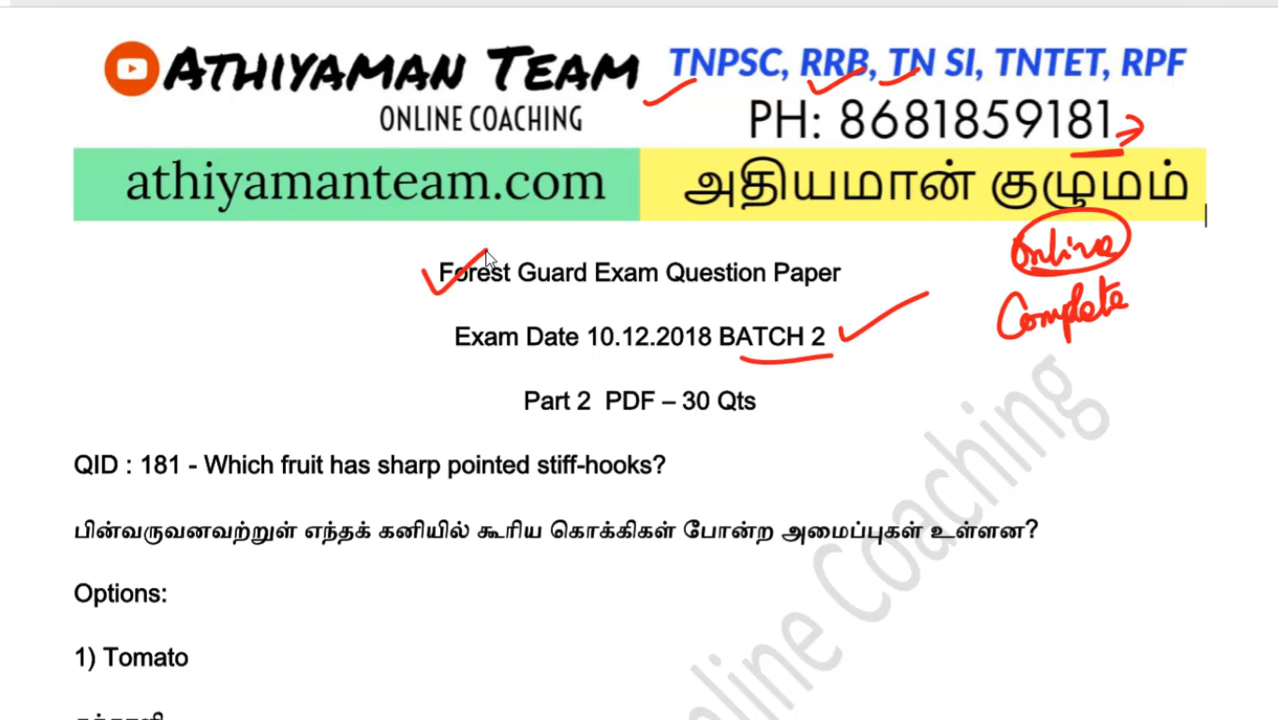 ATHIYAMAN TEAM
ONLINE COACHING
TNPSC, RRB, TN SI, TNTET, RPF
PH: 8681859181
athiyamanteam.com
அதியமான் குழுமம்
Online
Complete
Forest Guard Exam Question Paper
Exam Date 10.12.2018 BATCH 2
Part 2 PDF – 30 Qts
QID : 181 - Which fruit has sharp pointed stiff-hooks?
பின்வருவனவற்றுள் எந்தக் கனியில் கூரிய கொக்கிகள் போன்ற அமைப்புகள் உள்ளன?
Options:
1) Tomato
Online Coaching